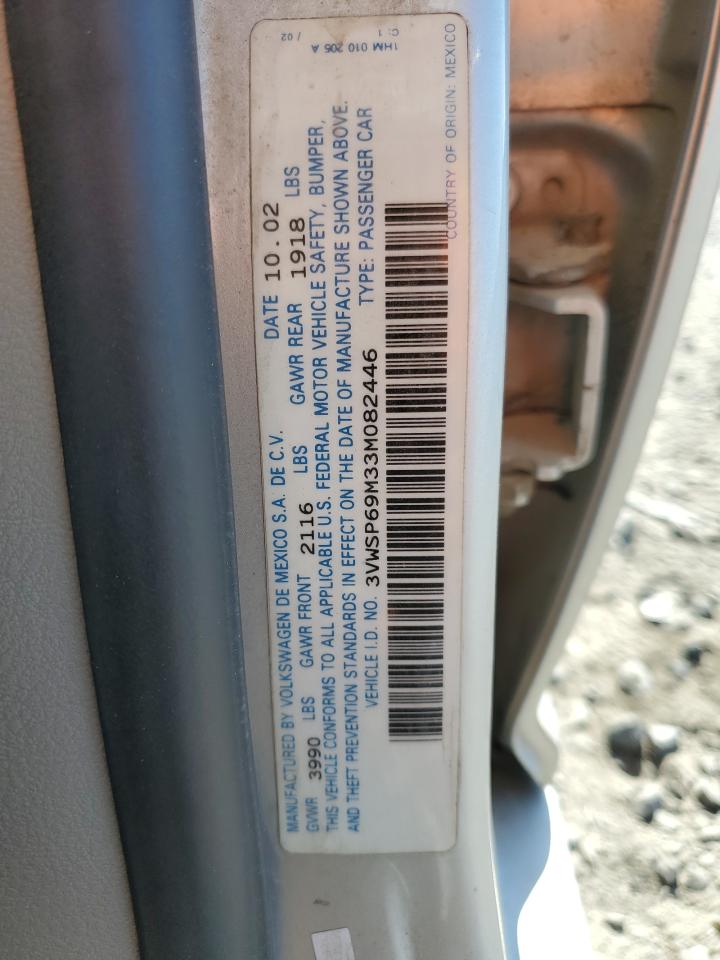 MANUFACTURED BY VOLKSWAGEN DE MEXICO S.A. DE C.V. DATE 10.02
GVWR 3990 LBS GAWR FRONT 2116 LBS GAWR REAR 1918 LBS
THIS VEHICLE CONFORMS TO ALL APPLICABLE U.S. FEDERAL MOTOR VEHICLE SAFETY, BUMPER,
AND THEFT PREVENTION STANDARDS IN EFFECT ON THE DATE OF MANUFACTURE SHOWN ABOVE.
VEHICLE I.D. NO. 3VWSP69M33M082446 TYPE: PASSENGER CAR
COUNTRY OF ORIGIN: MEXICO
1HM 010 205 A
/ 02